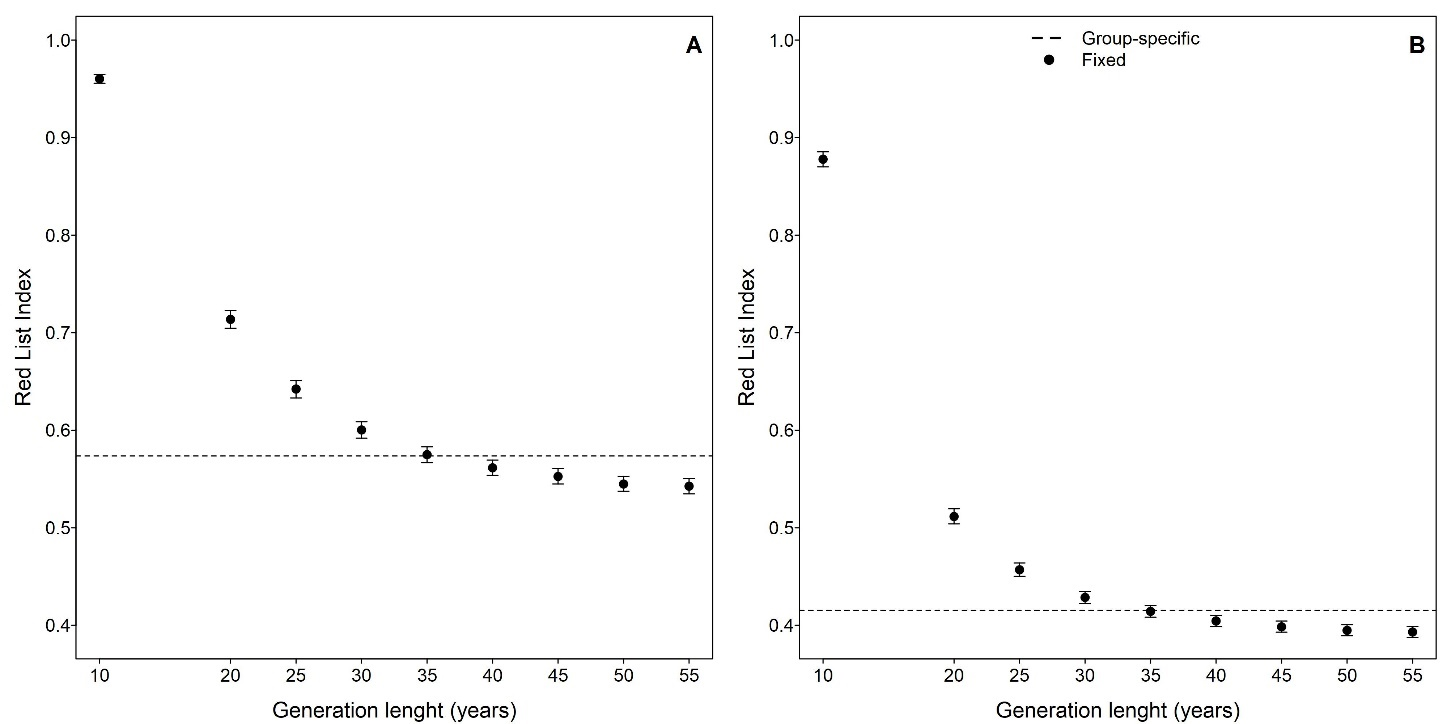 A
1.0
0.9
0.8
0.7
0.6
0.5
0.4
Red List Index
10 20 25 30 35 40 45 50 55
Generation lenght (years)
Group-specific
Fixed
B
1.0
0.9
0.8
0.7
0.6
0.5
0.4
Red List Index
10 20 25 30 35 40 45 50 55
Generation lenght (years)